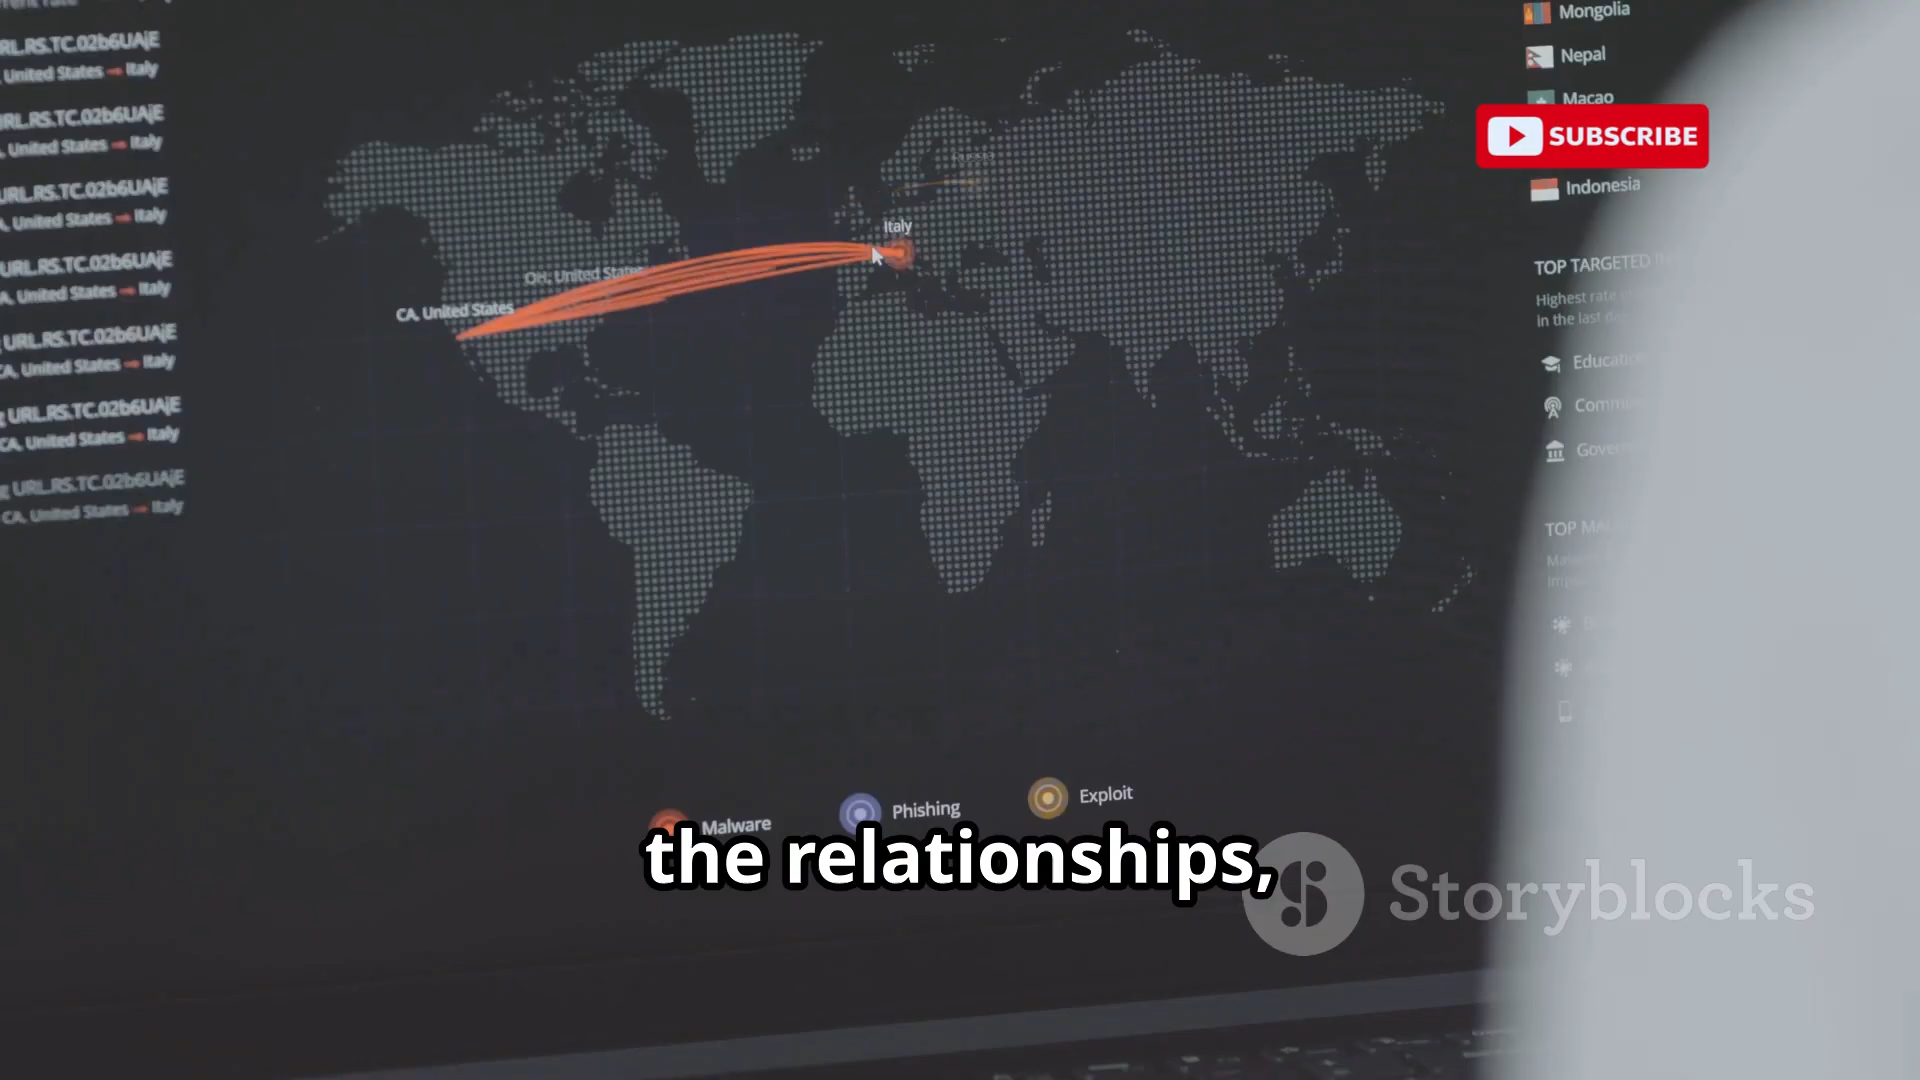 RL.RS.TC.02b6UAjE
United States Italy
RL.RS.TC.02b6UAjE
United States Italy
URL.RS.TC.02b6UAjE
United States Italy
URL.RS.TC.02b6UAjE
United States Italy
URL.RS.TC.02b6UAjE
CA, United States Italy
URL.RS.TC.02b6UAjE
CA, United States Italy
URL.RS.TC.02b6UAjE
CA, United States Italy
Russia
Italy
OH, United States
CA, United States
Mongolia
Nepal
Macao
SUBSCRIBE
Indonesia
TOP TARGETED
Highest rate
in the last
Malware
Phishing
Exploit
the relationships,
Storyblocks